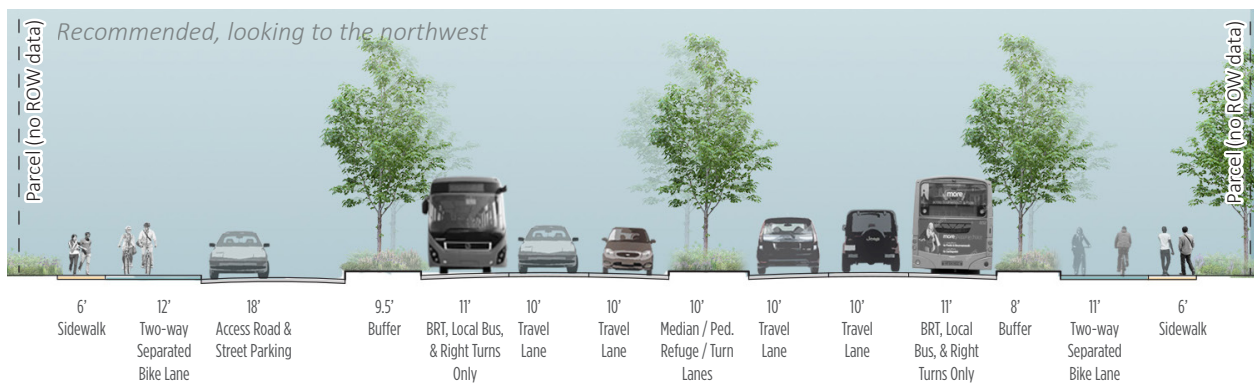 Recommended, looking to the northwest
Parcel (no ROW data)
Parcel (no ROW data)
more
more
Jeep
6’
Sidewalk
12’
Two-way
Separated
Bike Lane
18’
Access Road &
Street Parking
9.5’
Buffer
11’
BRT, Local Bus,
& Right Turns
Only
10’
Travel
Lane
10’
Travel
Lane
10’
Median / Ped.
Refuge / Turn
Lanes
10’
Travel
Lane
10’
Travel
Lane
11’
BRT, Local
Bus, & Right
Turns Only
8’
Buffer
11’
Two-way
Separated
Bike Lane
6’
Sidewalk